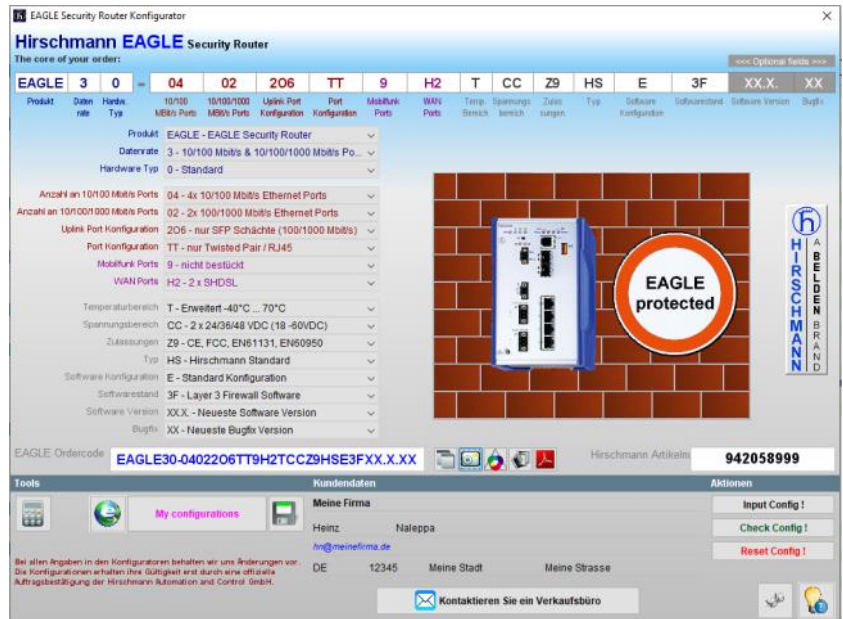 EAGLE Security Router Konfigurator
Hirschmann EAGLE Security Router
The core of your order:
<<< Optional fields >>>
EAGLE 3 0 - 04 02 2O6 TT 9 H2 T CC Z9 HS E 3F XX.X. XX
Produkt Daten rate Hardw. Typ 10/100 MBit/s Ports 10/100/1000 MBit/s Ports Uplink Port Konfiguration Port Konfiguration Mobilfunk Ports WAN Ports Temp. Bereich Spannungs bereich Zulas sungen Typ Software Konfiguration Softwarestand Software Version Bugfix
Produkt EAGLE - EAGLE Security Router
Datenrate 3 - 10/100 Mbit/s & 10/100/1000 Mbit/s Po...
Hardware Typ 0 - Standard
Anzahl an 10/100 Mbit/s Ports 04 - 4x 10/100 Mbit/s Ethernet Ports
Anzahl an 10/100/1000 Mbit/s Ports 02 - 2x 100/1000 Mbit/s Ethernet Ports
Uplink Port Konfiguration 2O6 - nur SFP Schächte (100/1000 Mbit/s)
Port Konfiguration TT - nur Twisted Pair / RJ45
Mobilfunk Ports 9 - nicht bestückt
WAN Ports H2 - 2 x SHDSL
Temperaturbereich T - Erweitert -40°C ... 70°C
Spannungsbereich CC - 2 x 24/36/48 VDC (18 -60VDC)
Zulassungen Z9 - CE, FCC, EN61131, EN60950
Typ HS - Hirschmann Standard
Software Konfiguration E - Standard Konfiguration
Softwarestand 3F - Layer 3 Firewall Software
Software Version XX.X. - Neueste Software Version
Bugfix XX - Neueste Bugfix Version
EAGLE protected
HIRSCHMANN
A BELDEN BRAND
EAGLE Ordercode EAGLE30-04022O6TT9H2TCCZ9HSE3FXX.X.XX
Hirschmann Artikelnr 942058999
Tools Kundendaten Aktionen
My configurations
Meine Firma
Heinz Naleppa
hn@meinefirma.de
DE 12345 Meine Stadt Meine Strasse
Input Config !
Check Config !
Reset Config !
Bei allen Angaben in den Konfiguratoren behalten wir uns Änderungen vor.
Die Konfigurationen erhalten ihre Gültigkeit erst durch eine offizielle
Auftragsbestätigung der Hirschmann Automation and Control GmbH.
Kontaktieren Sie ein Verkaufsbüro